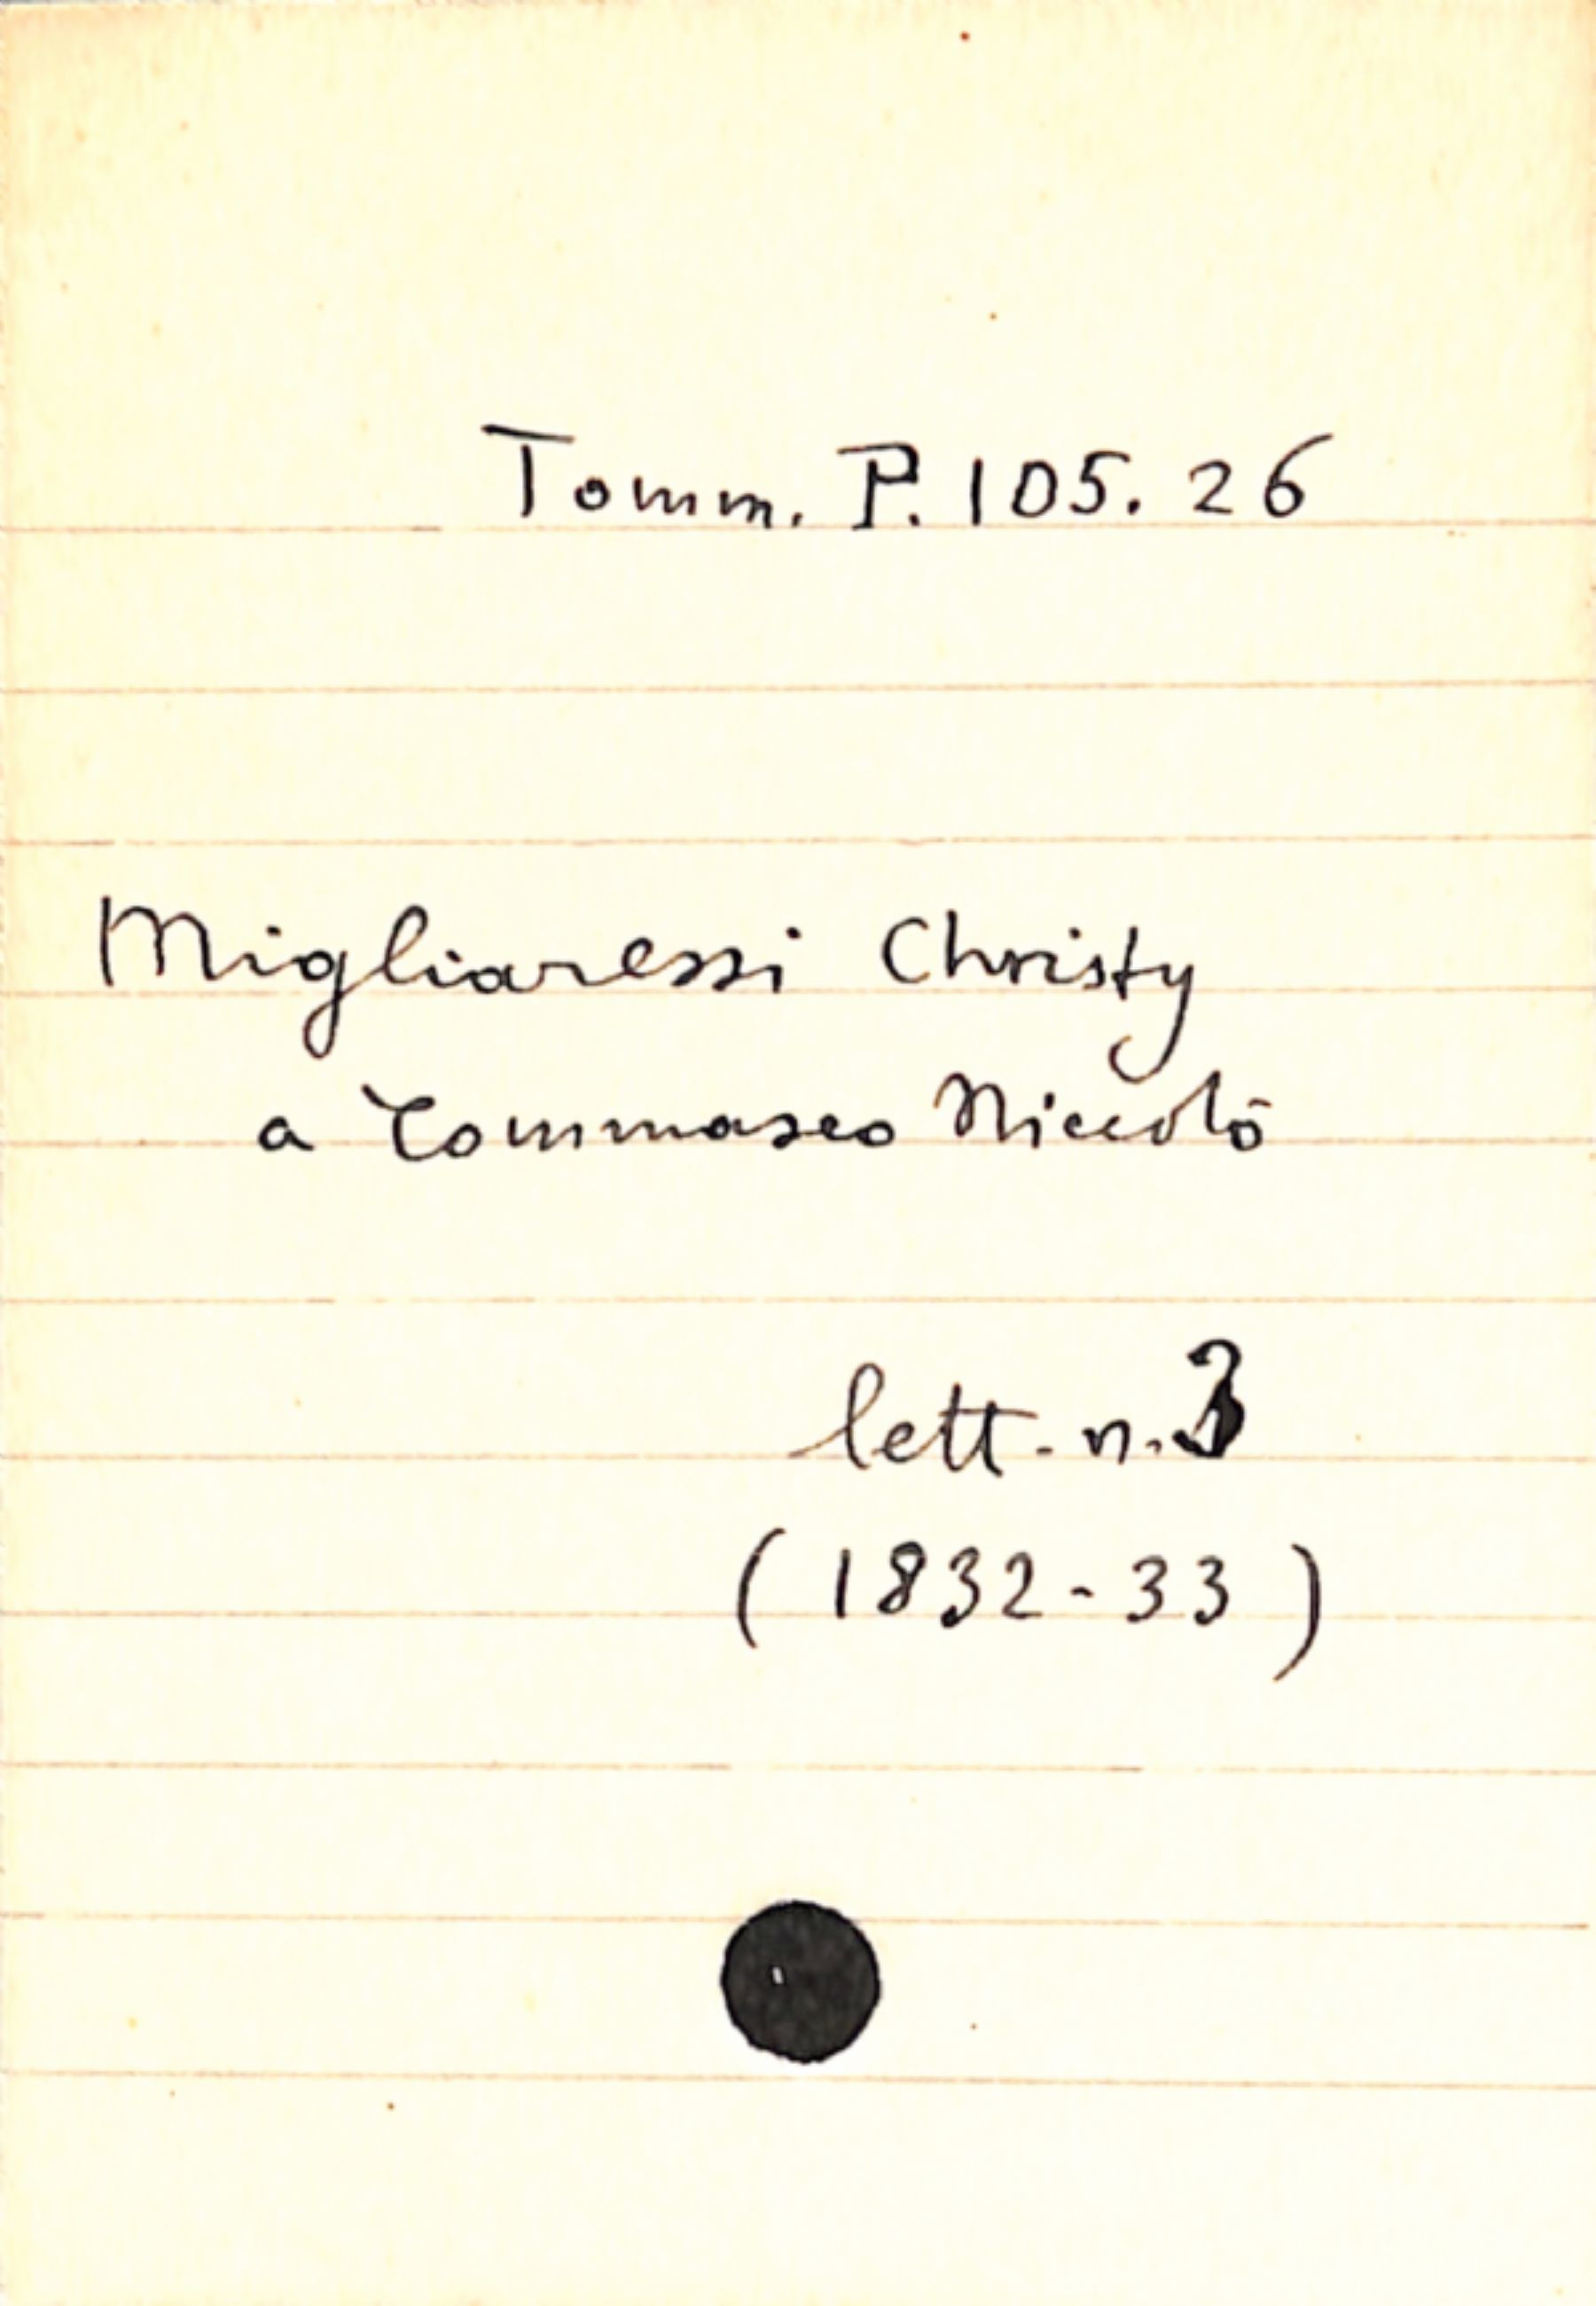 Tomm. P. 105. 26
Migliaressi Christy
a Tommaseo Niccolò
lett. n. 3
(1832-33)